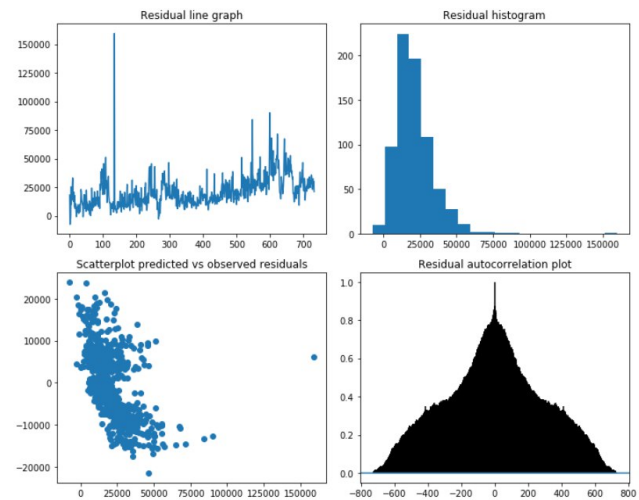 Residual line graph
150000
125000
100000
75000
50000
25000
0
0 100 200 300 400 500 600 700
Residual histogram
200
150
100
50
0
0 25000 50000 75000 100000 125000 150000
Scatterplot predicted vs observed residuals
20000
10000
0
−10000
−20000
0 25000 50000 75000 100000 125000 150000
Residual autocorrelation plot
1.0
0.8
0.6
0.4
0.2
0.0
−800 −600 −400 −200 0 200 400 600 800